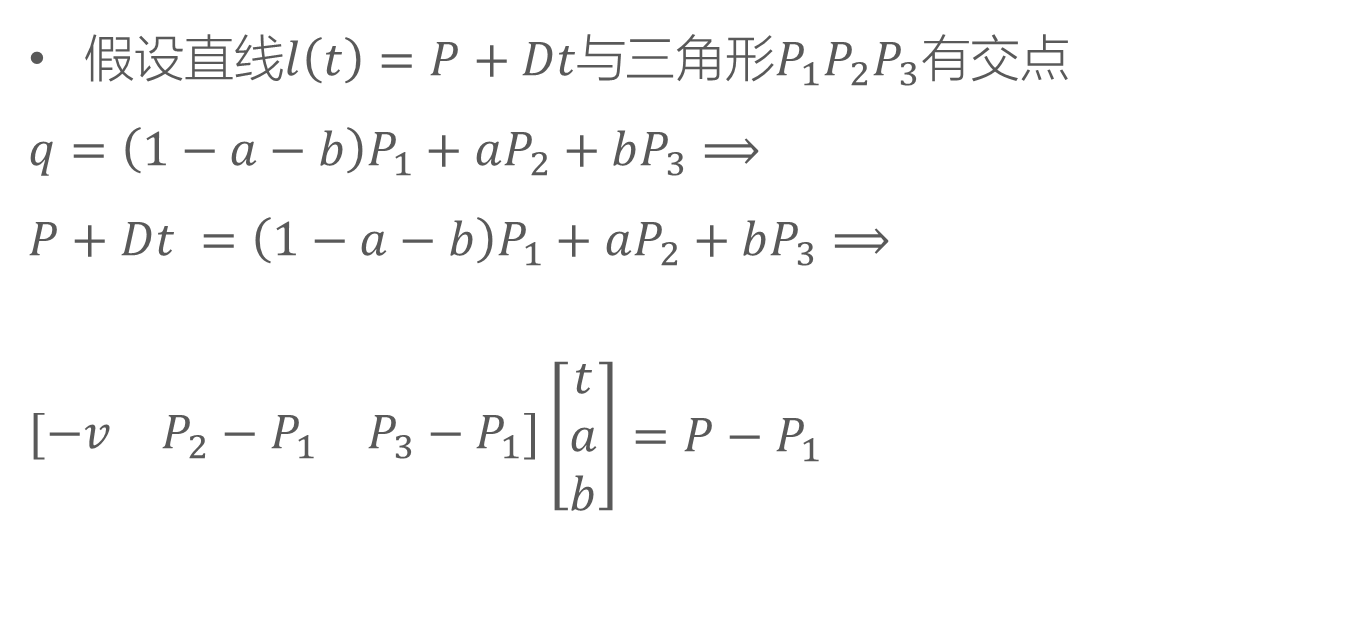 • 假设直线l(t) = P + Dt与三角形P₁P₂P₃有交点
q = (1 − a − b)P₁ + aP₂ + bP₃ ⟹
P + Dt = (1 − a − b)P₁ + aP₂ + bP₃ ⟹
[−v P₂ − P₁ P₃ − P₁] [t a b] = P − P₁